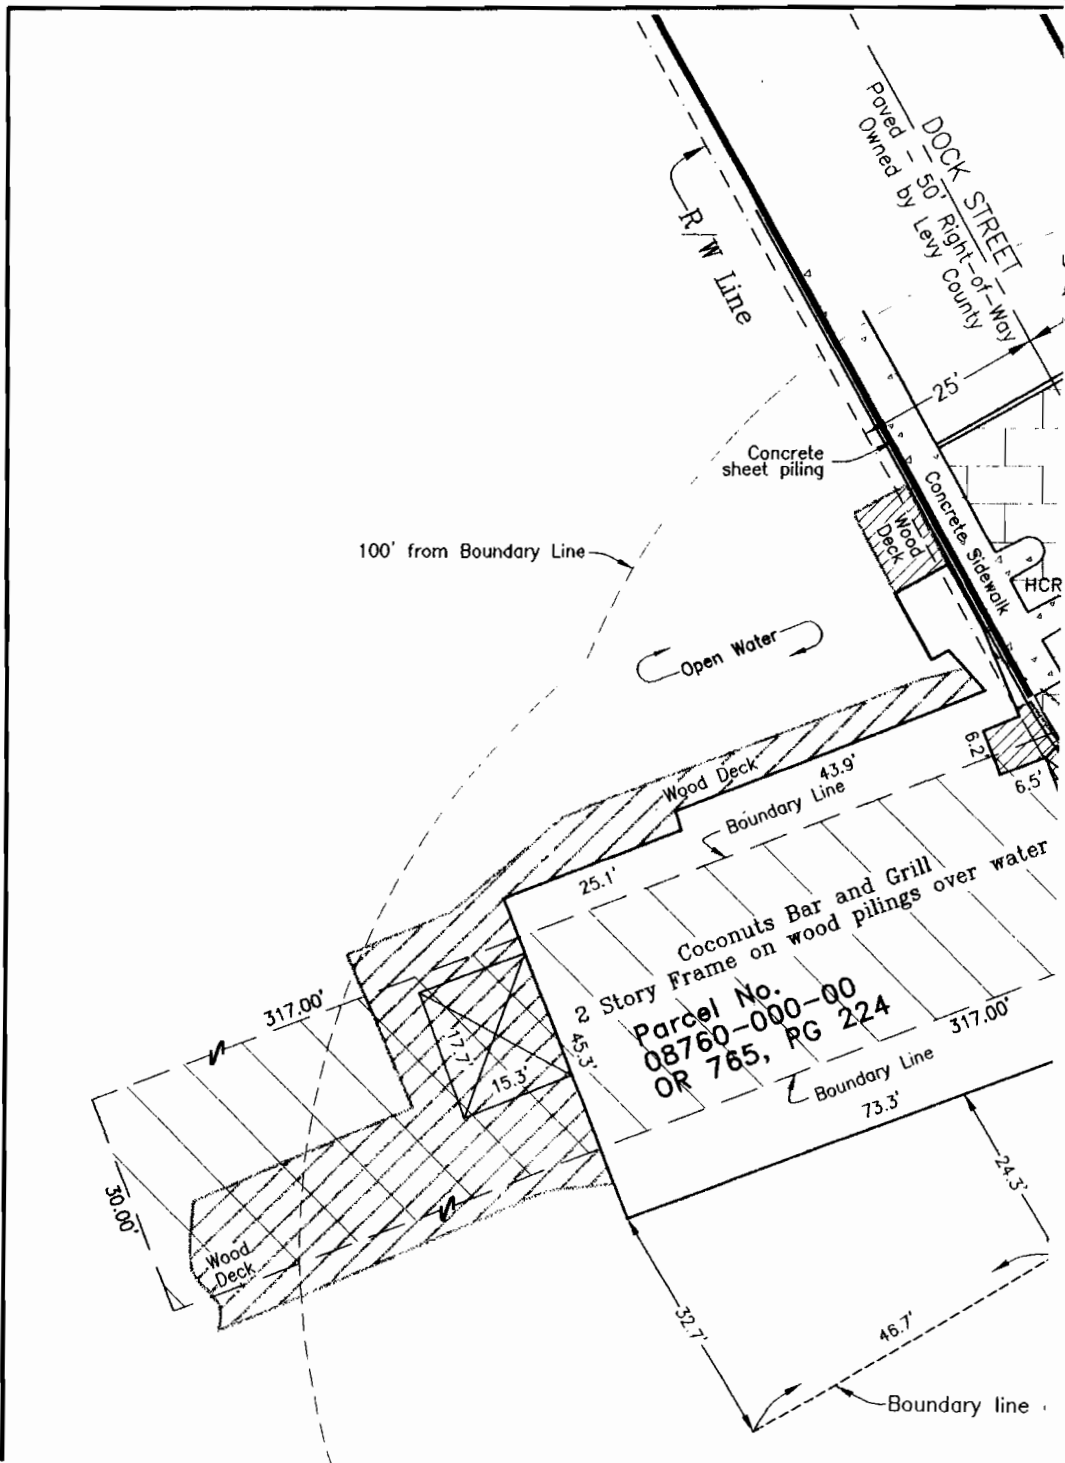 DOCK STREET
Paved - 50' Right-of-Way
Owned by Levy County
R/W Line
25'
Concrete
sheet piling
Concrete Sidewalk
Wood
Deck
HCR
100' from Boundary Line
Open Water
6.2'
6.5'
Wood Deck
43.9'
Boundary Line
25.1'
Coconuts Bar and Grill
2 Story Frame on wood pilings over water
Parcel No.
08760-000-00
OR 765, PG 224
317.00'
317.00'
Boundary Line
45.3'
17.7'
15.3'
73.3'
24.3'
30.00'
Wood
Deck
32.7'
46.7'
Boundary line